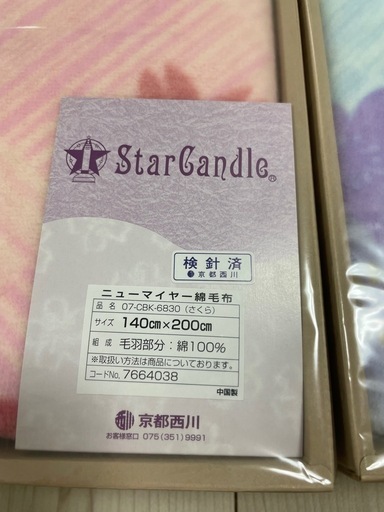 StarCandle®
検針済
京都西川
ニューマイヤー綿毛布
品名 07-CBK-6830（さくら）
サイズ 140cm×200cm
組成 毛羽部分：綿100%
※取扱い方法は商品についております。
コードNo. 7664038
中国製
京都西川
お客様窓口 075(351)9991